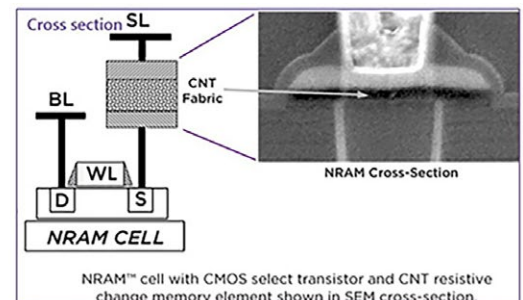 Cross section
SL
CNT
Fabric
BL
WL
D
S
NRAM CELL
NRAM Cross-Section
NRAM™ cell with CMOS select transistor and CNT resistive
change memory element shown in SEM cross-section.